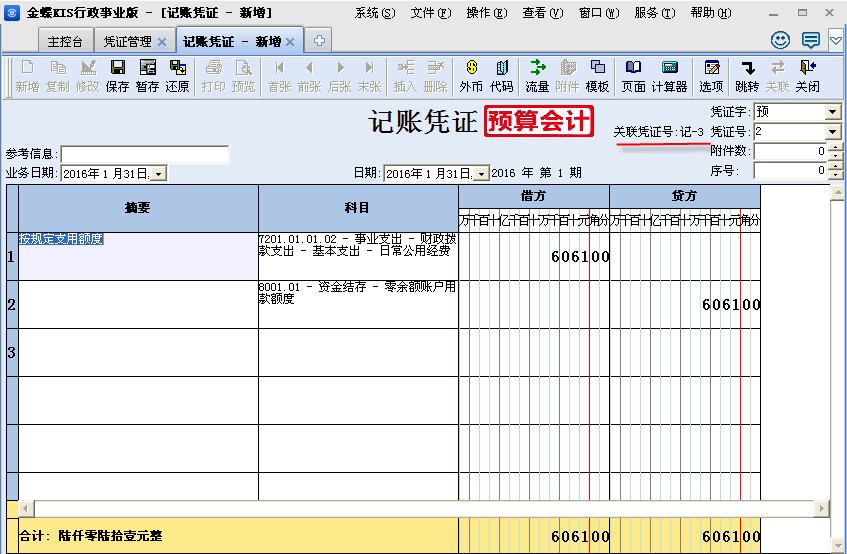 金蝶KIS行政事业版 - [记账凭证 - 新增]
系统(S) 文件(F) 操作(E) 查看(V) 窗口(W) 服务(T) 帮助(H)
主控台 凭证管理 记账凭证 - 新增
新增 复制 修改 保存 暂存 还原 打印 预览 首张 前张 后张 末张 插入 删除 外币 代码 流量 附件 模板 页面 计算器 选项 跳转 关联 关闭
记账凭证 预算会计
凭证字: 预
关联凭证号:记-3 凭证号: 2
附件数: 0
序号: 0
参考信息:
业务日期: 2016年 1月31日.
日期: 2016年 1月31日. 2016 年 第 1 期
摘要 科目 借方 贷方
万千百十亿千百十万千百十元角分 万千百十亿千百十万千百十元角分
1 按规定支用额度 7201.01.01.02 - 事业支出 - 财政拨
款支出 - 基本支出 - 日常公用经费 606100
2 8001.01 - 资金结存 - 零余额账户用
款额度 606100
3
合计: 陆仟零陆拾壹元整 606100 606100